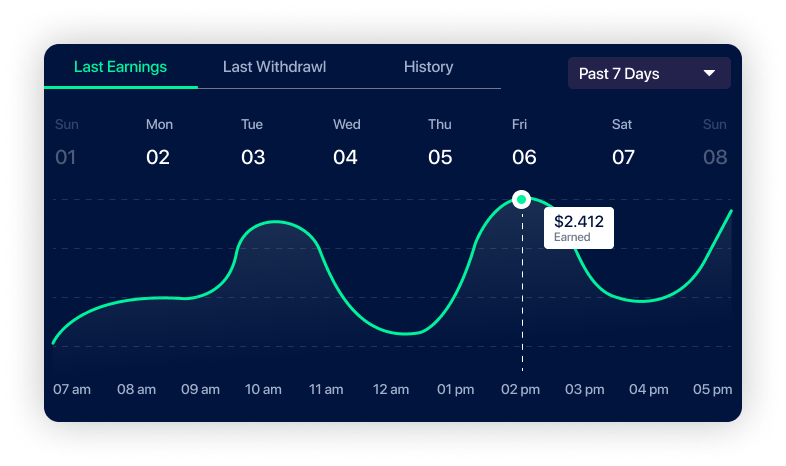 Last Earnings Last Withdrawl History Past 7 Days
Sun Mon Tue Wed Thu Fri Sat Sun
01 02 03 04 05 06 07 08
$2.412
Earned
07 am 08 am 09 am 10 am 11 am 12 am 01 pm 02 pm 03 pm 04 pm 05 pm